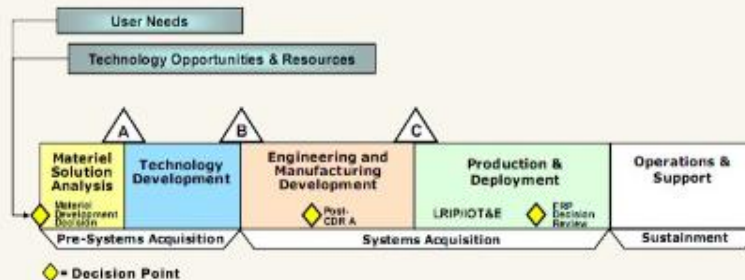 User Needs
Technology Opportunities & Resources
A
B
C
Materiel
Solution
Analysis
Technology
Development
Engineering and
Manufacturing
Development
Production &
Deployment
Operations &
Support
Materiel
Development
Decision
Post-
CDR A
LRIP/IOT&E
FRP
Decision
Review
Pre-Systems Acquisition
Systems Acquisition
Sustainment
= Decision Point